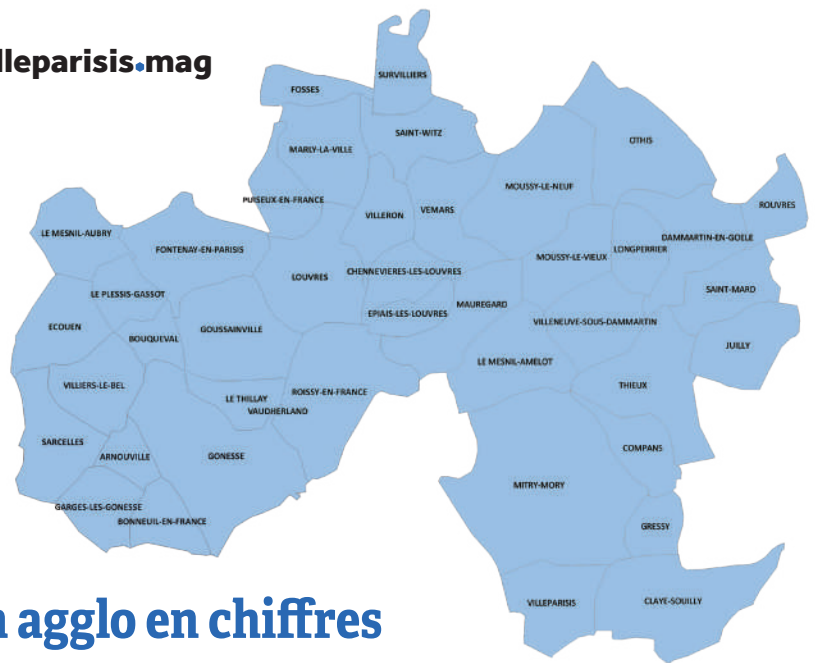 lleparisis.mag
SURVILLIERS
FOSSES
SAINT-WITZ
OTHIS
MARLY-LA-VILLE
MOUSSY-LE-NEUF
PUISEUX-EN-FRANCE
ROUVRES
VILLERON
VEMARS
LE MESNIL-AUBRY
DAMMARTIN-EN-GOELE
FONTENAY-EN-PARISIS
LONGPERRIER
MOUSSY-LE-VIEUX
LOUVRES
CHENNEVIERES-LES-LOUVRES
SAINT-MARD
LE PLESSIS-GASSOT
MAUREGARD
EPIAIS-LES-LOUVRES
VILLENEUVE-SOUS-DAMMARTIN
ECOUEN
GOUSSAINVILLE
BOUQUEVAL
JUILLY
LE MESNIL-AMELOT
VILLIERS-LE-BEL
THIEUX
ROISSY-EN-FRANCE
LE THILLAY
VAUDHERLAND
SARCELLES
COMPANS
ARNOUVILLE
GONESSE
MITRY-MORY
GARGES-LES-GONESSE
BONNEUIL-EN-FRANCE
GRESSY
VILLEPARISIS
CLAYE-SOUILLY
agglo en chiffres